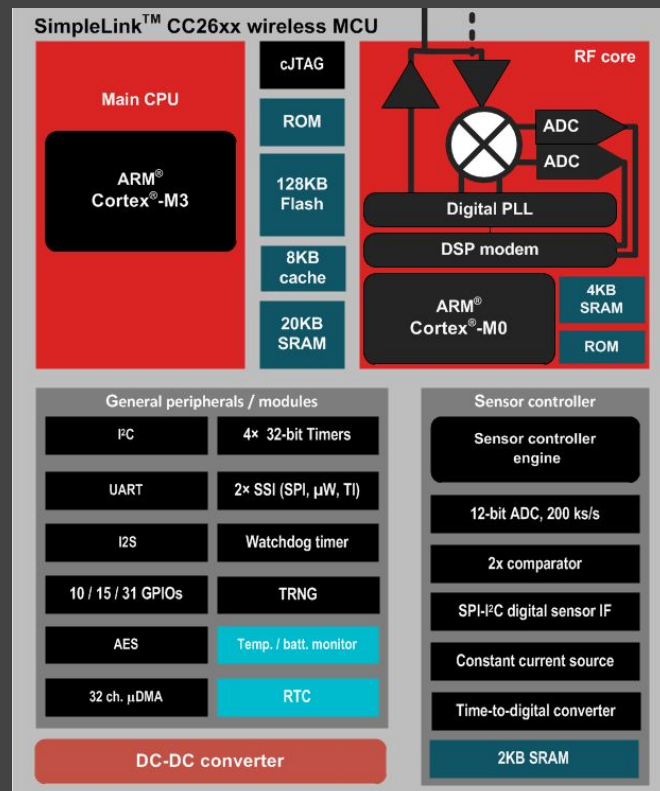 SimpleLink™ CC26xx wireless MCU
Main CPU
ARM®
Cortex®-M3
cJTAG
ROM
128KB
Flash
8KB
cache
20KB
SRAM
RF core
ADC
ADC
Digital PLL
DSP modem
ARM®
Cortex®-M0
4KB
SRAM
ROM
General peripherals / modules
I²C
4× 32-bit Timers
UART
2× SSI (SPI, µW, TI)
I2S
Watchdog timer
10 / 15 / 31 GPIOs
TRNG
AES
Temp. / batt. monitor
32 ch. µDMA
RTC
DC-DC converter
Sensor controller
Sensor controller
engine
12-bit ADC, 200 ks/s
2x comparator
SPI-I²C digital sensor IF
Constant current source
Time-to-digital converter
2KB SRAM